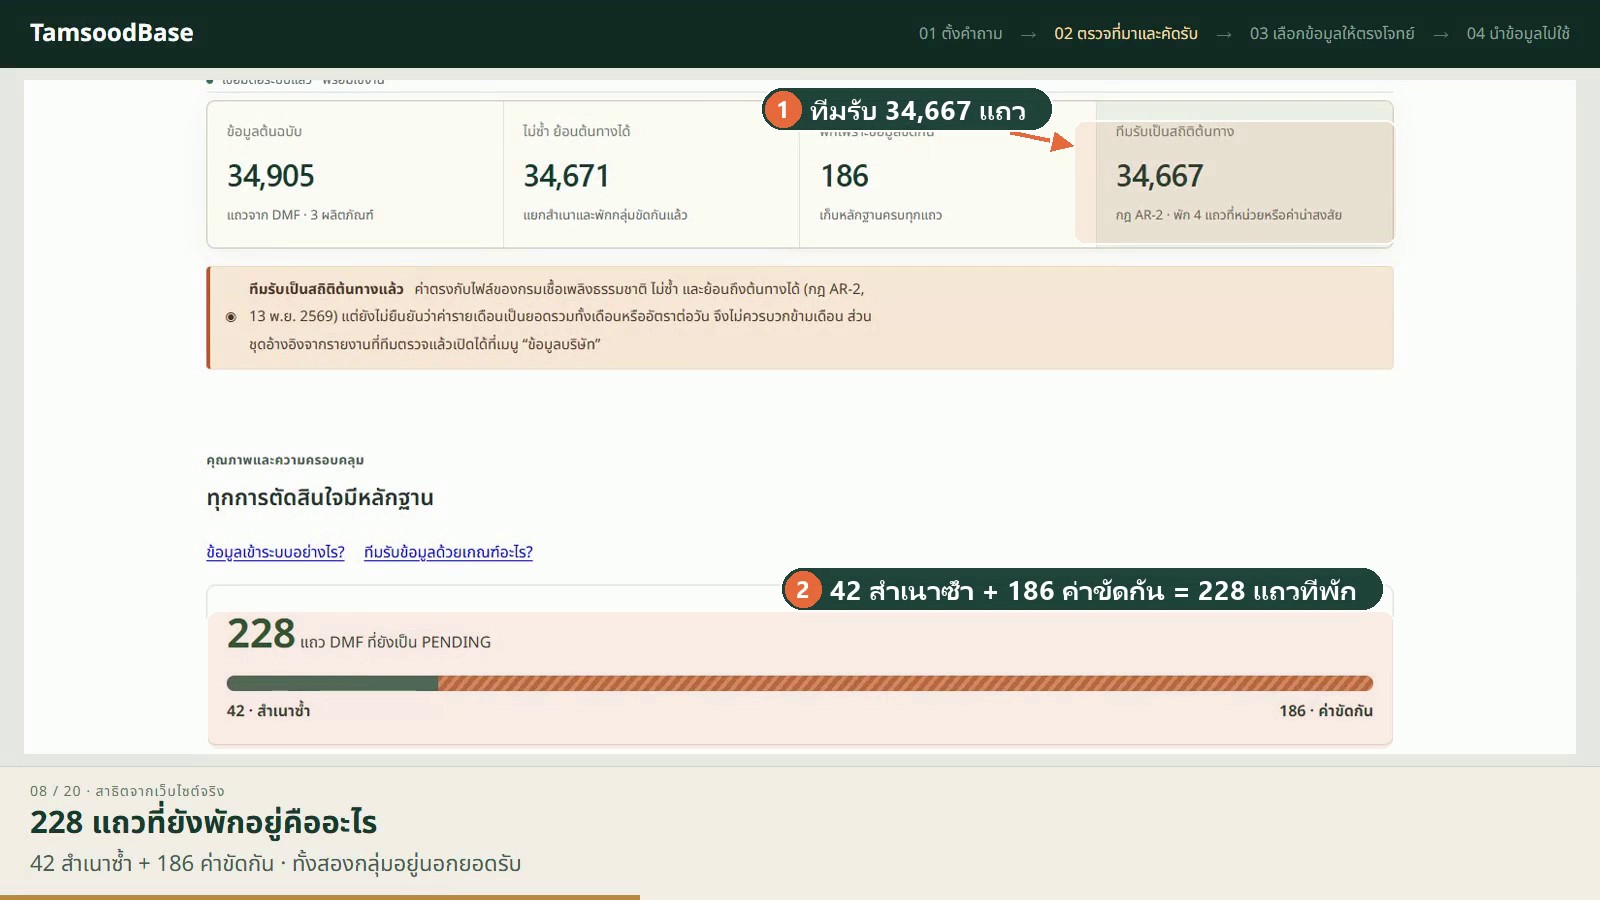 TamsoodBase
01 ตั้งคำถาม → 02 ตรวจที่มาและคัดรับ → 03 เลือกข้อมูลให้ตรงโจทย์ → 04 นำข้อมูลไปใช้
1 ทีมรับ 34,667 แถว
ข้อมูลต้นฉบับ
34,905
แถวจาก DMF · 3 ผลิตภัณฑ์
ไม่ซ้ำ ย้อนต้นทางได้
34,671
แยกสำเนาและพักกลุ่มขัดกันแล้ว
186
เก็บหลักฐานครบทุกแถว
ทีมรับเป็นสถิติต้นทาง
34,667
กฎ AR-2 · พัก 4 แถวที่หน่วยหรือค่าน่าสงสัย
ทีมรับเป็นสถิติต้นทางแล้ว ค่าตรงกับไฟล์ของกรมเชื้อเพลิงธรรมชาติ ไม่ซ้ำ และย้อนถึงต้นทางได้ (กฎ AR-2,
13 พ.ย. 2569) แต่ยังไม่ยืนยันว่าค่ารายเดือนเป็นยอดรวมทั้งเดือนหรืออัตราต่อวัน จึงไม่ควรบวกข้ามเดือน ส่วน
ชุดอ้างอิงจากรายงานที่ทีมตรวจแล้วเปิดได้ที่เมนู “ข้อมูลบริษัท”
คุณภาพและความครอบคลุม
ทุกการตัดสินใจมีหลักฐาน
ข้อมูลเข้าระบบอย่างไร? ทีมรับข้อมูลด้วยเกณฑ์อะไร?
2 42 สำเนาซ้ำ + 186 ค่าขัดกัน = 228 แถวที่พัก
228 แถว DMF ที่ยังเป็น PENDING
42 · สำเนาซ้ำ
186 · ค่าขัดกัน
08 / 20 · สาธิตจากเว็บไซต์จริง
228 แถวที่ยังพักอยู่คืออะไร
42 สำเนาซ้ำ + 186 ค่าขัดกัน · ทั้งสองกลุ่มอยู่นอกยอดรับ